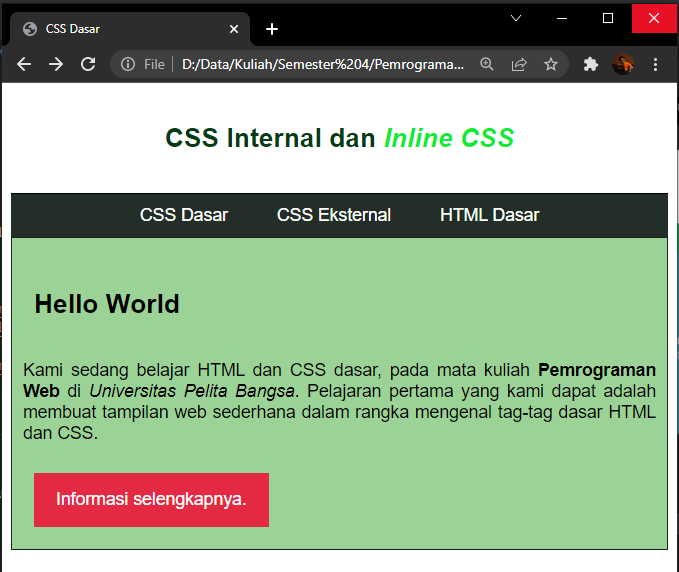 CSS Dasar
File
D:/Data/Kuliah/Semester%204/Pemrograma...
CSS Internal dan Inline CSS
CSS Dasar CSS Eksternal HTML Dasar
Hello World
Kami sedang belajar HTML dan CSS dasar, pada mata kuliah Pemrograman
Web di Universitas Pelita Bangsa. Pelajaran pertama yang kami dapat adalah
membuat tampilan web sederhana dalam rangka mengenal tag-tag dasar HTML
dan CSS.
Informasi selengkapnya.